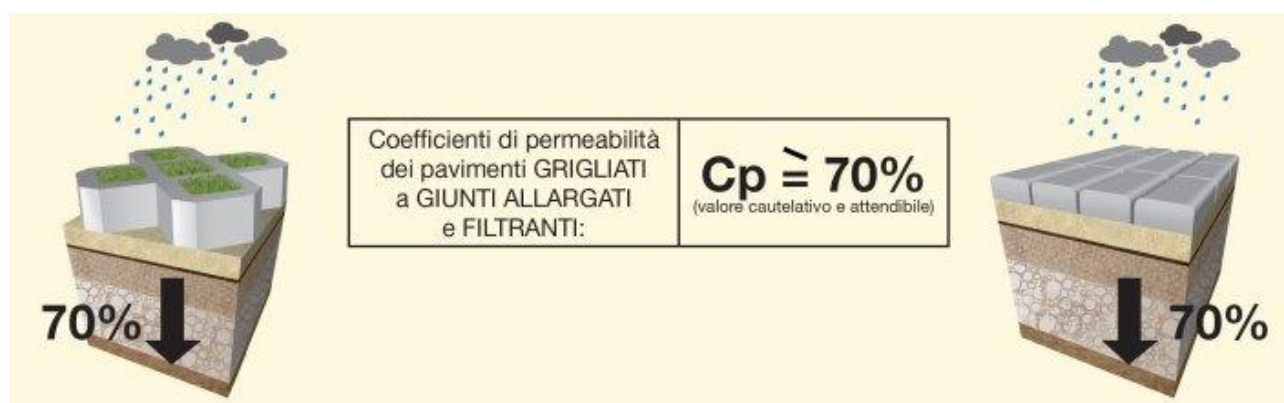 Coefficienti di permeabilità
dei pavimenti GRIGLIATI
a GIUNTI ALLARGATI
e FILTRANTI:
Cp ⩾ 70%
(valore cautelativo e attendibile)
70%
70%